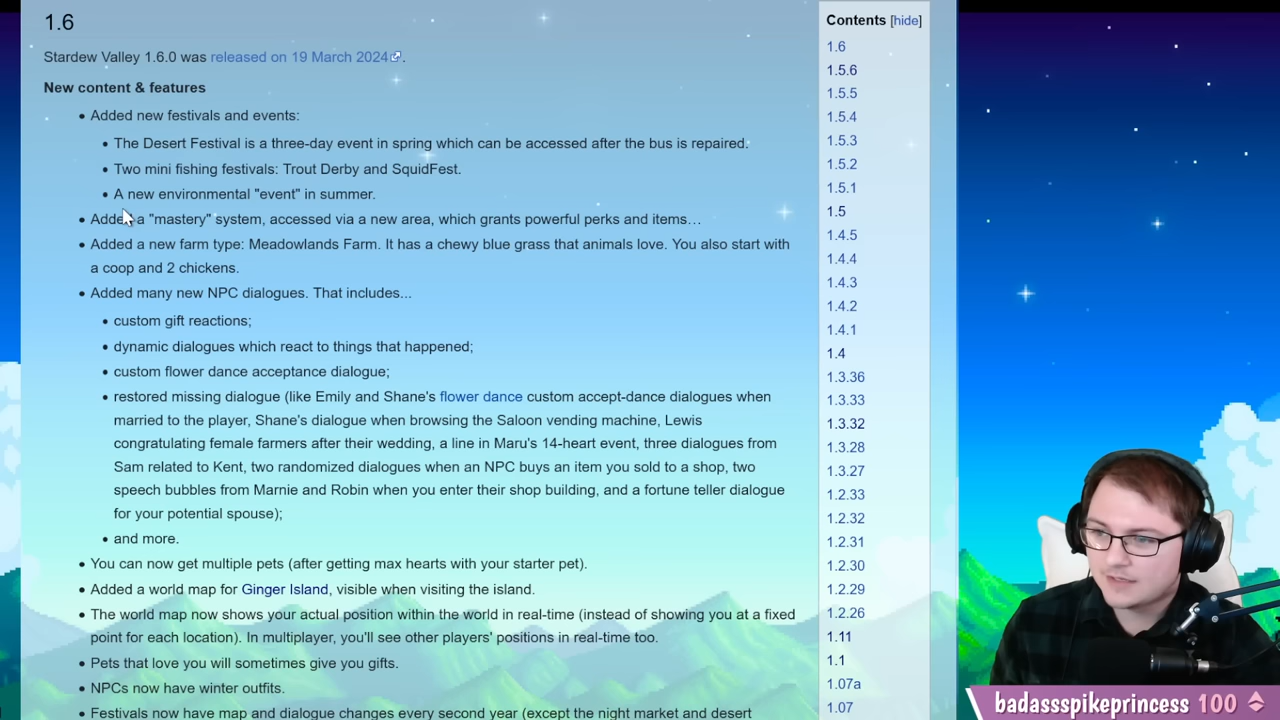 1.6
Stardew Valley 1.6.0 was released on 19 March 2024.
New content & features
• Added new festivals and events:
• The Desert Festival is a three-day event in spring which can be accessed after the bus is repaired.
• Two mini fishing festivals: Trout Derby and SquidFest.
• A new environmental "event" in summer.
• Added a "mastery" system, accessed via a new area, which grants powerful perks and items…
• Added a new farm type: Meadowlands Farm. It has a chewy blue grass that animals love. You also start with
a coop and 2 chickens.
• Added many new NPC dialogues. That includes...
• custom gift reactions;
• dynamic dialogues which react to things that happened;
• custom flower dance acceptance dialogue;
• restored missing dialogue (like Emily and Shane's flower dance custom accept-dance dialogues when
married to the player, Shane's dialogue when browsing the Saloon vending machine, Lewis
congratulating female farmers after their wedding, a line in Maru's 14-heart event, three dialogues from
Sam related to Kent, two randomized dialogues when an NPC buys an item you sold to a shop, two
speech bubbles from Marnie and Robin when you enter their shop building, and a fortune teller dialogue
for your potential spouse);
• and more.
• You can now get multiple pets (after getting max hearts with your starter pet).
• Added a world map for Ginger Island, visible when visiting the island.
• The world map now shows your actual position within the world in real-time (instead of showing you at a fixed
point for each location). In multiplayer, you'll see other players' positions in real-time too.
• Pets that love you will sometimes give you gifts.
• NPCs now have winter outfits.
• Festivals now have map and dialogue changes every second year (except the night market and desert
Contents [hide]
1.6
1.5.6
1.5.5
1.5.4
1.5.3
1.5.2
1.5.1
1.5
1.4.5
1.4.4
1.4.3
1.4.2
1.4.1
1.4
1.3.36
1.3.33
1.3.32
1.3.28
1.3.27
1.2.33
1.2.32
1.2.31
1.2.30
1.2.29
1.2.26
1.11
1.1
1.07a
1.07
badassspikeprincess 100